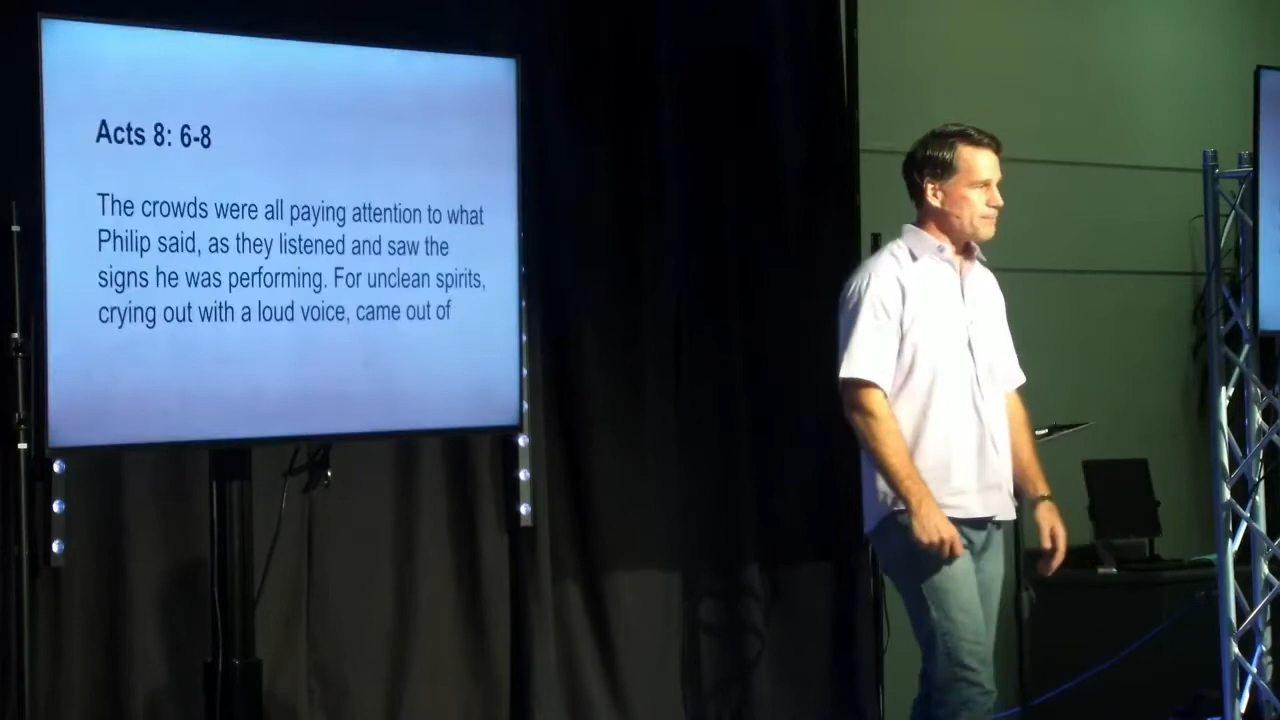 Acts 8: 6-8
The crowds were all paying attention to what
Philip said, as they listened and saw the
signs he was performing. For unclean spirits,
crying out with a loud voice, came out of